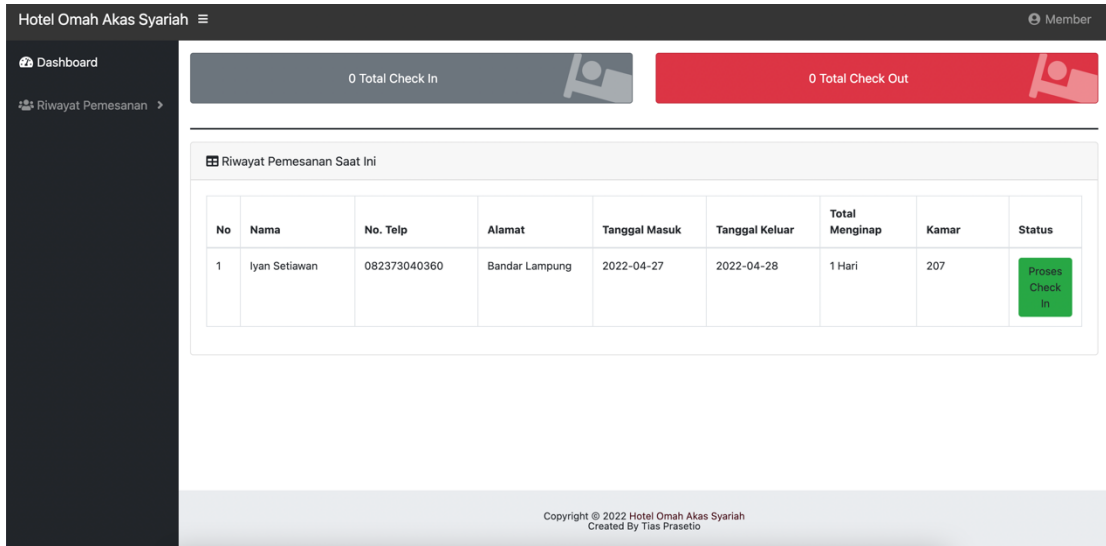 Hotel Omah Akas Syariah
Member
Dashboard
Riwayat Pemesanan
0 Total Check In
0 Total Check Out
Riwayat Pemesanan Saat Ini
No Nama No. Telp Alamat Tanggal Masuk Tanggal Keluar Total Menginap Kamar Status
1 Iyan Setiawan 082373040360 Bandar Lampung 2022-04-27 2022-04-28 1 Hari 207 Proses Check In
Copyright © 2022 Hotel Omah Akas Syariah
Created By Tias Prasetio